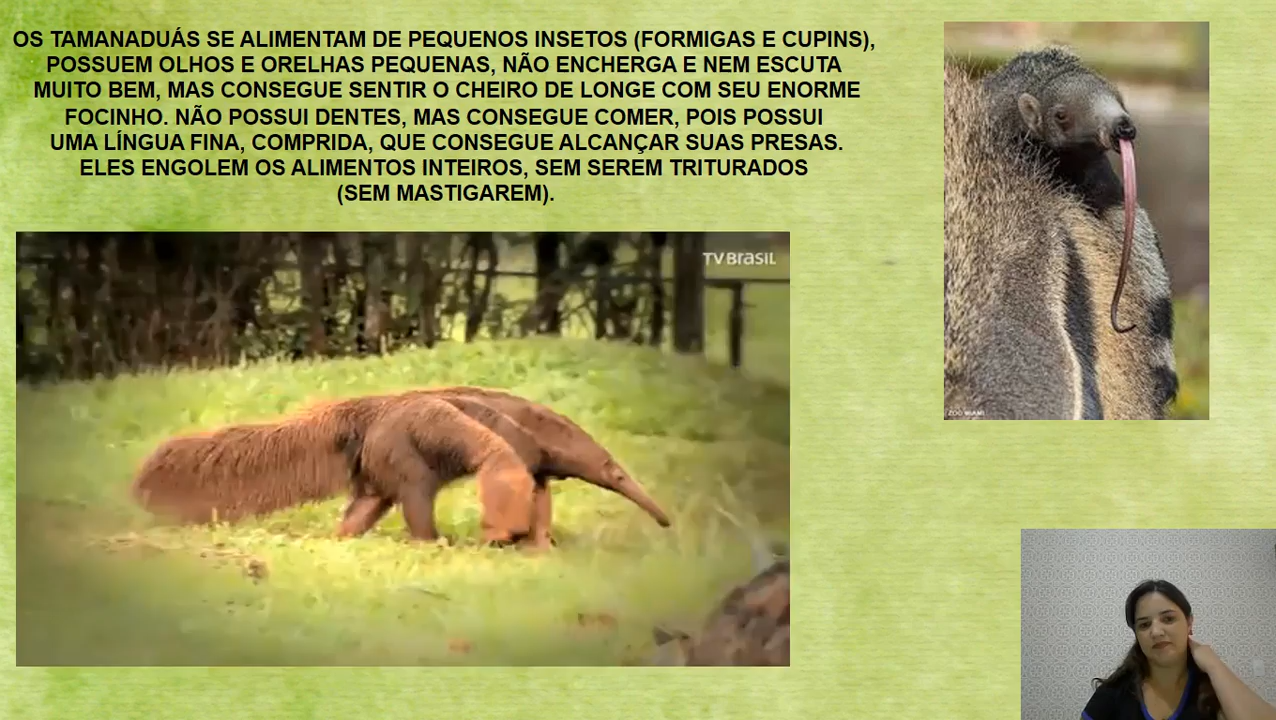 OS TAMANADUÁS SE ALIMENTAM DE PEQUENOS INSETOS (FORMIGAS E CUPINS),
POSSUEM OLHOS E ORELHAS PEQUENAS, NÃO ENCHERGA E NEM ESCUTA
MUITO BEM, MAS CONSEGUE SENTIR O CHEIRO DE LONGE COM SEU ENORME
FOCINHO. NÃO POSSUI DENTES, MAS CONSEGUE COMER, POIS POSSUI
UMA LÍNGUA FINA, COMPRIDA, QUE CONSEGUE ALCANÇAR SUAS PRESAS.
ELES ENGOLEM OS ALIMENTOS INTEIROS, SEM SEREM TRITURADOS
(SEM MASTIGAREM).
TV BRASIL
ZOO MIAMI